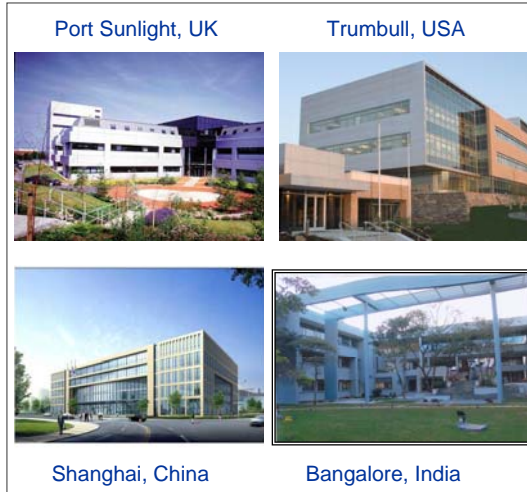 Port Sunlight, UK
Trumbull, USA
Shanghai, China
Bangalore, India